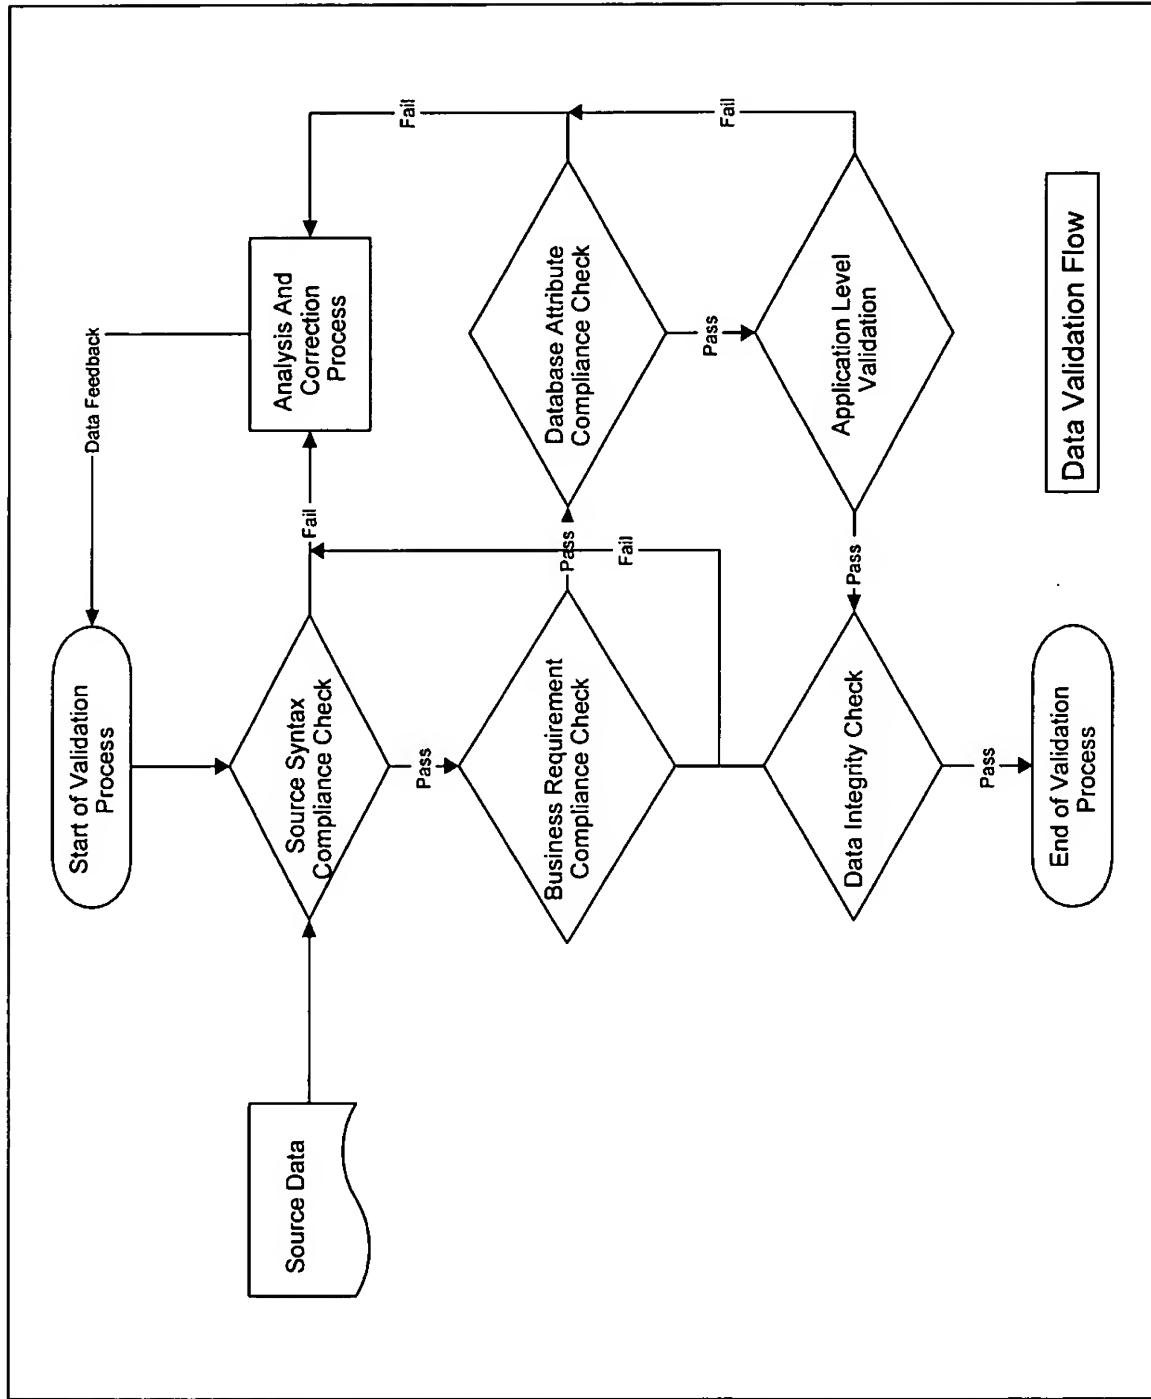 Start of Validation
Process
Data Feedback
Source Data
Source Syntax
Compliance Check
Fail
Analysis And
Correction
Process
Fail
Pass
Business Requirement
Compliance Check
Pass
Fail
Database Attribute
Compliance Check
Fail
Pass
Data Integrity Check
Pass
Application Level
Validation
Pass
End of Validation
Process
Data Validation Flow